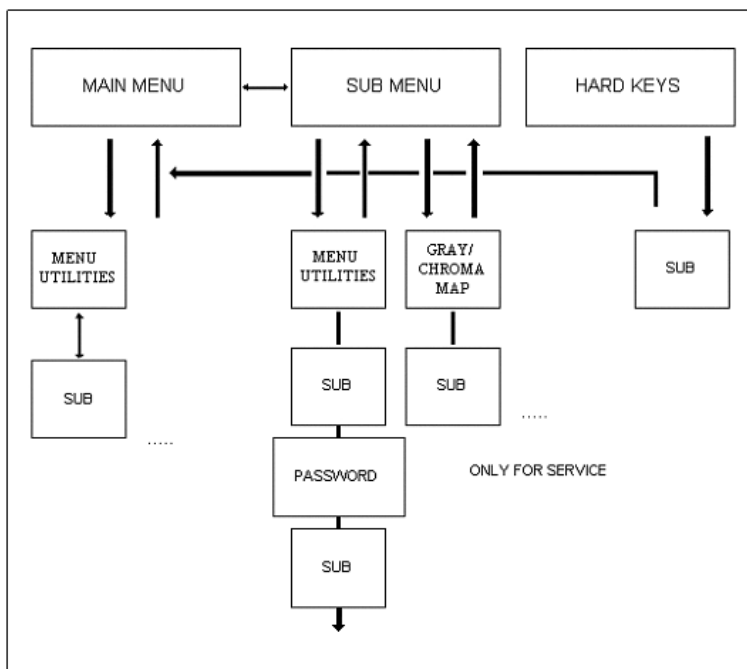 MAIN MENU
SUB MENU
HARD KEYS
MENU
UTILITIES
MENU
UTILITIES
GRAY/
CHROMA
MAP
SUB
SUB
.....
SUB
SUB
.....
PASSWORD
ONLY FOR SERVICE
SUB